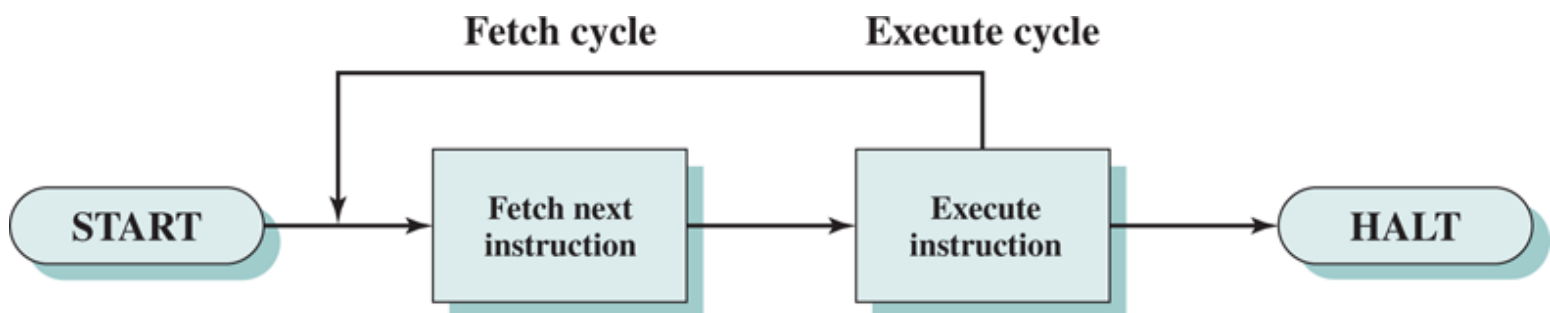 Fetch cycle
Execute cycle
START
Fetch next
instruction
Execute
instruction
HALT